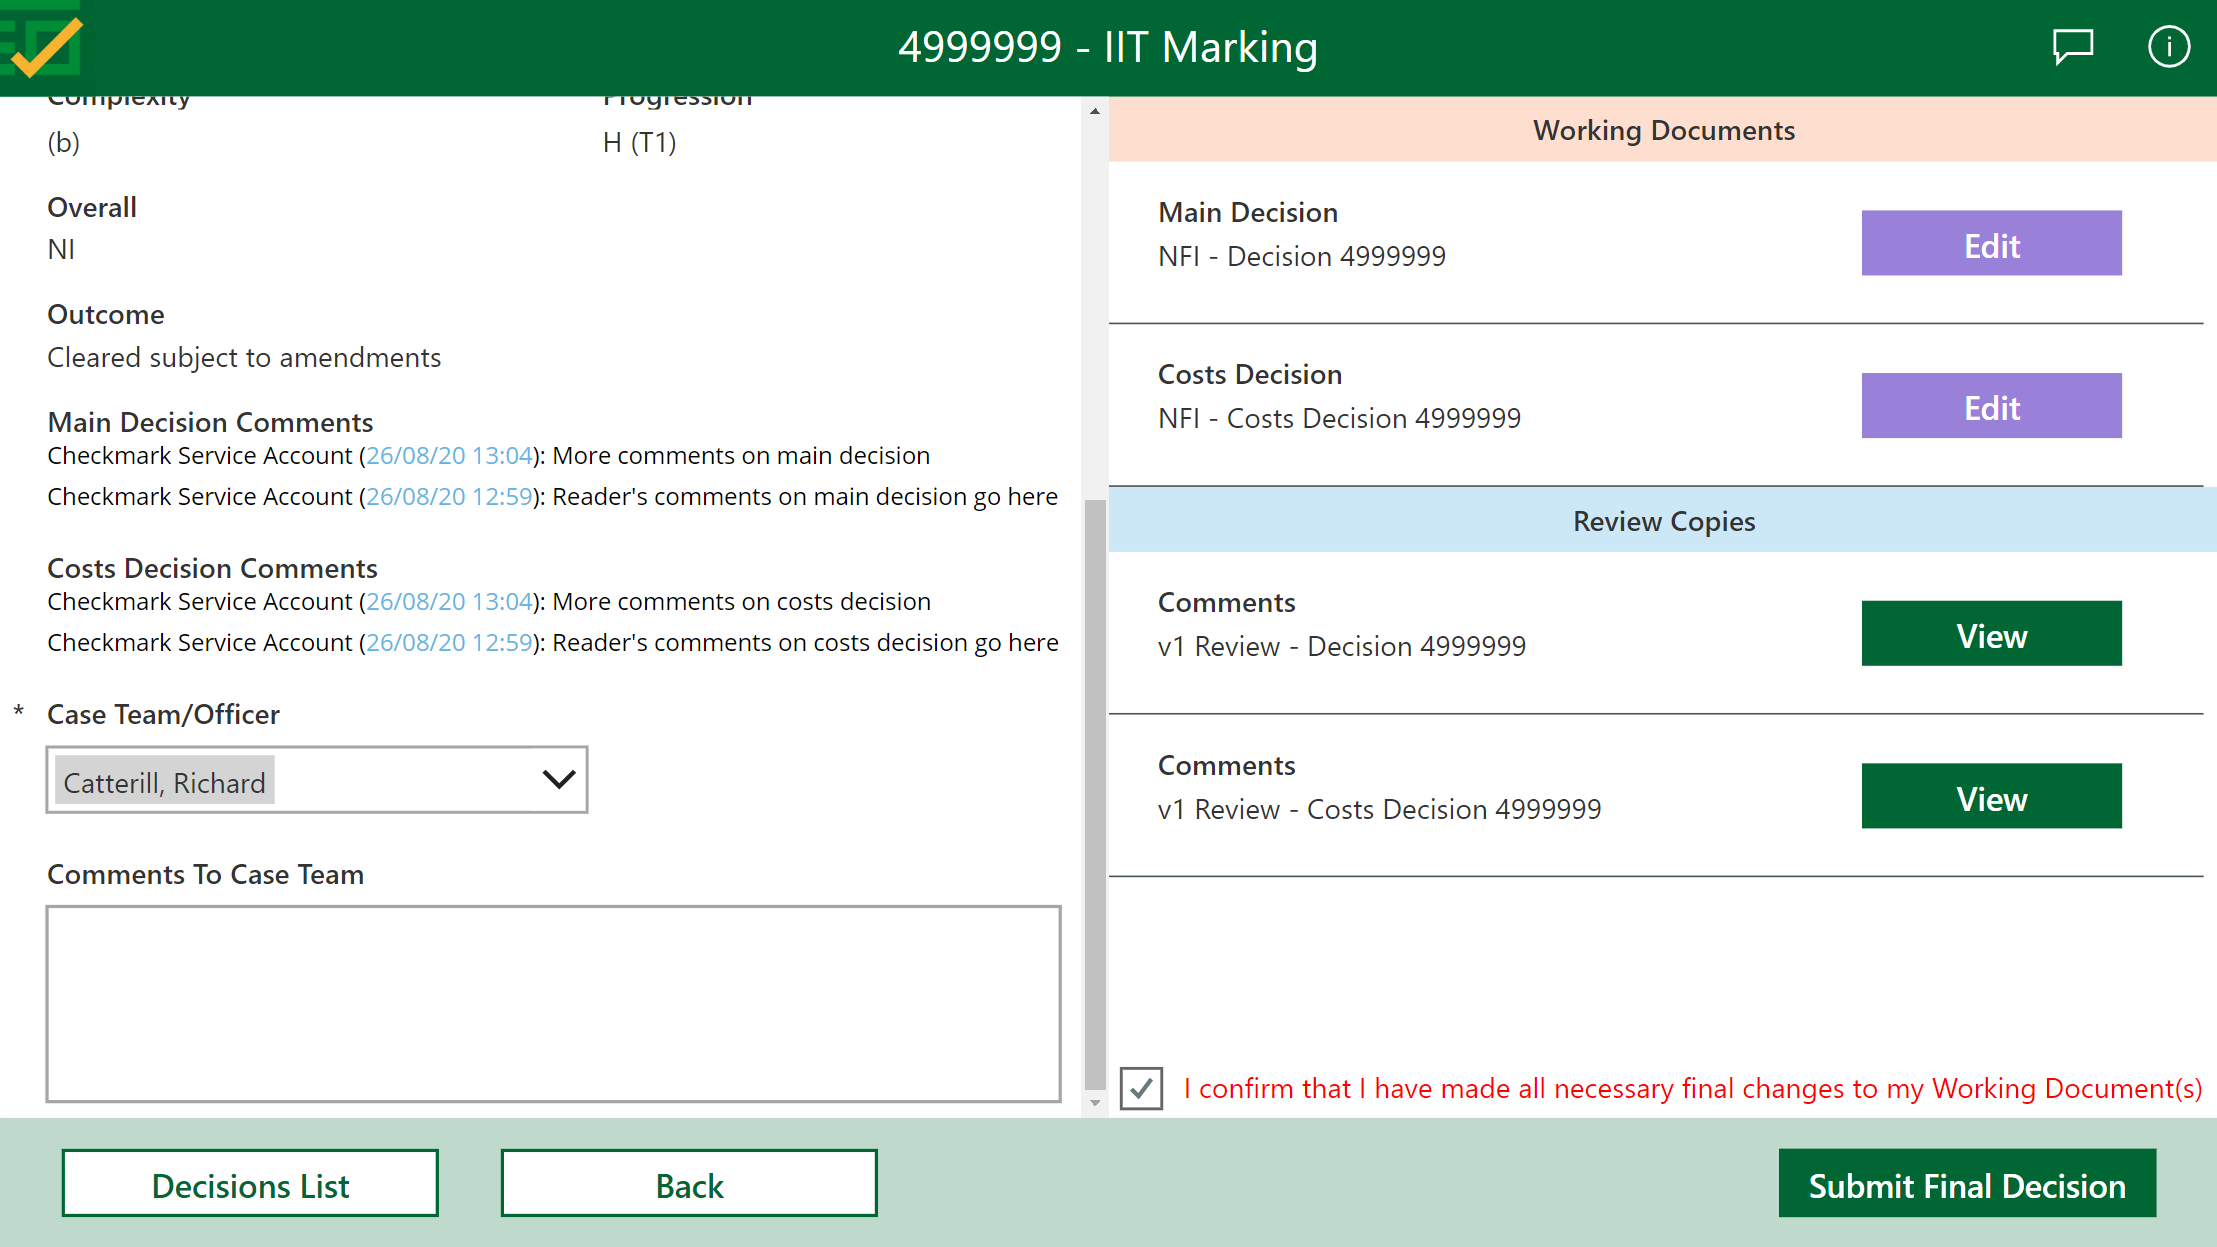 4999999 - IIT Marking
Complexity
Progression
(b)
H (T1)
Overall
NI
Outcome
Cleared subject to amendments
Main Decision Comments
Checkmark Service Account (26/08/20 13:04): More comments on main decision
Checkmark Service Account (26/08/20 12:59): Reader's comments on main decision go here
Costs Decision Comments
Checkmark Service Account (26/08/20 13:04): More comments on costs decision
Checkmark Service Account (26/08/20 12:59): Reader's comments on costs decision go here
* Case Team/Officer
Catterill, Richard
Comments To Case Team
Working Documents
Main Decision
NFI - Decision 4999999
Edit
Costs Decision
NFI - Costs Decision 4999999
Edit
Review Copies
Comments
v1 Review - Decision 4999999
View
Comments
v1 Review - Costs Decision 4999999
View
I confirm that I have made all necessary final changes to my Working Document(s)
Decisions List
Back
Submit Final Decision